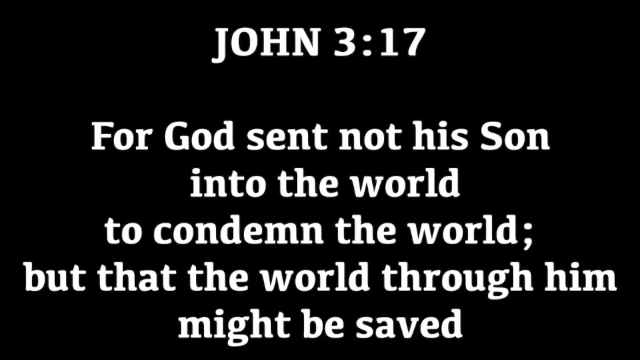 JOHN 3:17
For God sent not his Son
into the world
to condemn the world;
but that the world through him
might be saved